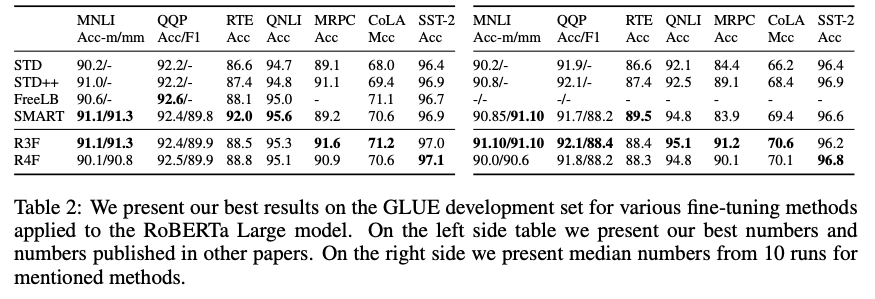 MNLI QQP RTE QNLI MRPC CoLA SST-2 MNLI QQP RTE QNLI MRPC CoLA SST-2
Acc-m/mm Acc/F1 Acc Acc Acc Mcc Acc Acc-m/mm Acc/F1 Acc Acc Acc Mcc Acc
STD 90.2/- 92.2/- 86.6 94.7 89.1 68.0 96.4 90.2/- 91.9/- 86.6 92.1 84.4 66.2 96.4
STD++ 91.0/- 92.2/- 87.4 94.8 91.1 69.4 96.9 90.8/- 92.1/- 87.4 92.5 89.1 68.4 96.9
FreeLB 90.6/- 92.6/- 88.1 95.0 - 71.1 96.7 -/- -/- - - - - -
SMART 91.1/91.3 92.4/89.8 92.0 95.6 89.2 70.6 96.9 90.85/91.10 91.7/88.2 89.5 94.8 83.9 69.4 96.6
R3F 91.1/91.3 92.4/89.9 88.5 95.3 91.6 71.2 97.0 91.10/91.10 92.1/88.4 88.4 95.1 91.2 70.6 96.2
R4F 90.1/90.8 92.5/89.9 88.8 95.1 90.9 70.6 97.1 90.0/90.6 91.8/88.2 88.3 94.8 90.1 70.1 96.8
Table 2: We present our best results on the GLUE development set for various fine-tuning methods
applied to the RoBERTa Large model. On the left side table we present our best numbers and
numbers published in other papers. On the right side we present median numbers from 10 runs for
mentioned methods.